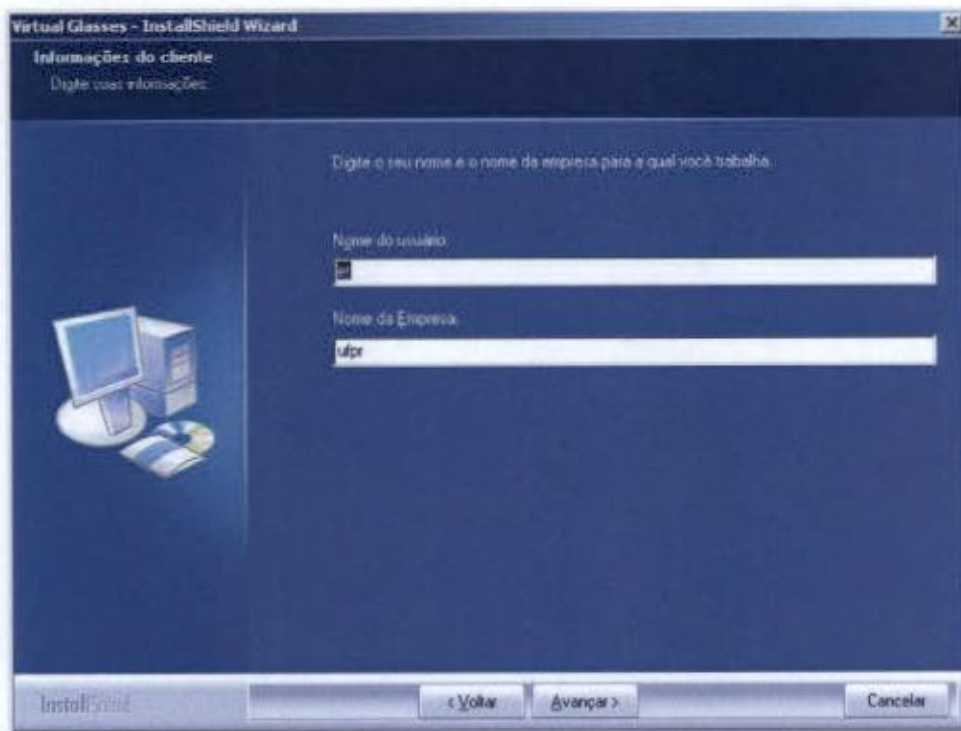 Virtual Glasses - InstallShield Wizard
Informações do cliente
Digite suas informações.
Digite o seu nome e o nome da empresa para a qual você trabalha.
Nome do usuário:
Nome da Empresa:
ufpr
InstallShield
< Voltar
Avançar >
Cancelar